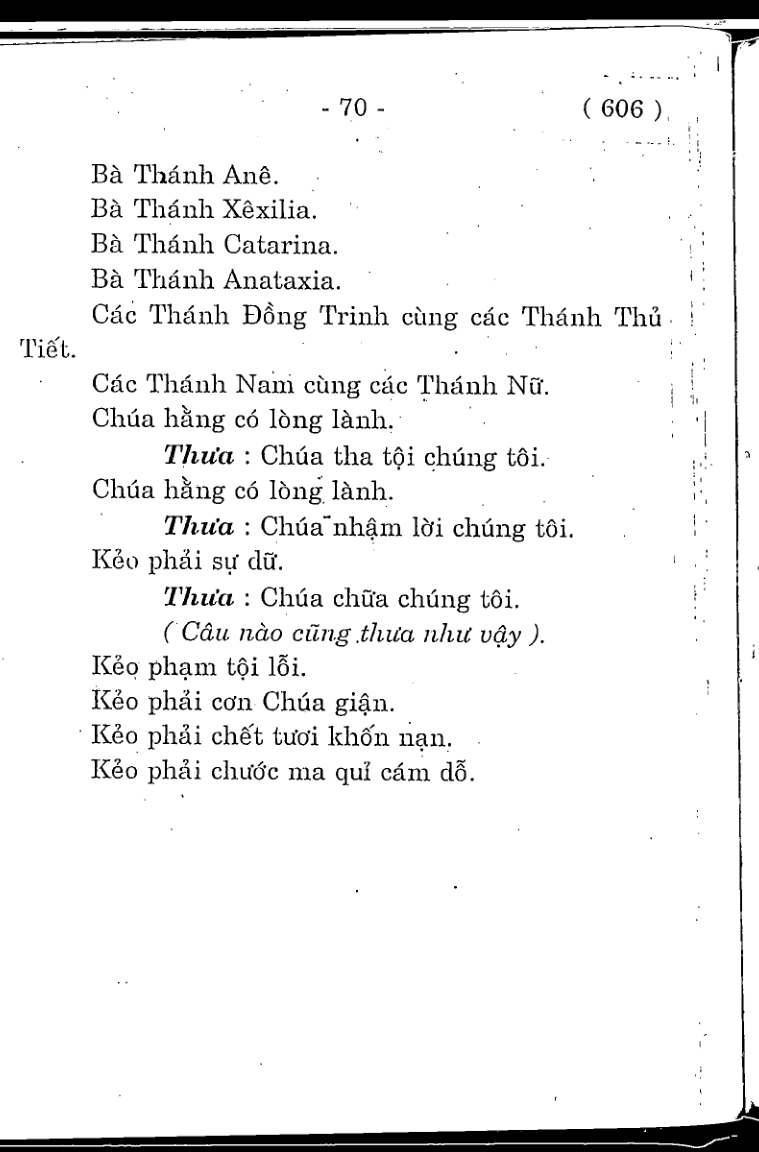 - 70 -
( 606 )
Bà Thánh Anê.
Bà Thánh Xêxilia.
Bà Thánh Catarina.
Bà Thánh Anataxia.
Các Thánh Đồng Trinh cùng các Thánh Thủ
Tiết.
Các Thánh Nam cùng các Thánh Nữ.
Chúa hằng có lòng lành.
Thưa : Chúa tha tội chúng tôi.
Chúa hằng có lòng lành.
Thưa : Chúa nhậm lời chúng tôi.
Kẻo phải sự dữ.
Thưa : Chúa chữa chúng tôi.
( Câu nào cũng thưa như vậy ).
Kẻo phạm tội lỗi.
Kẻo phải cơn Chúa giận.
Kẻo phải chết tươi khốn nạn.
Kẻo phải chước ma quỉ cám dỗ.